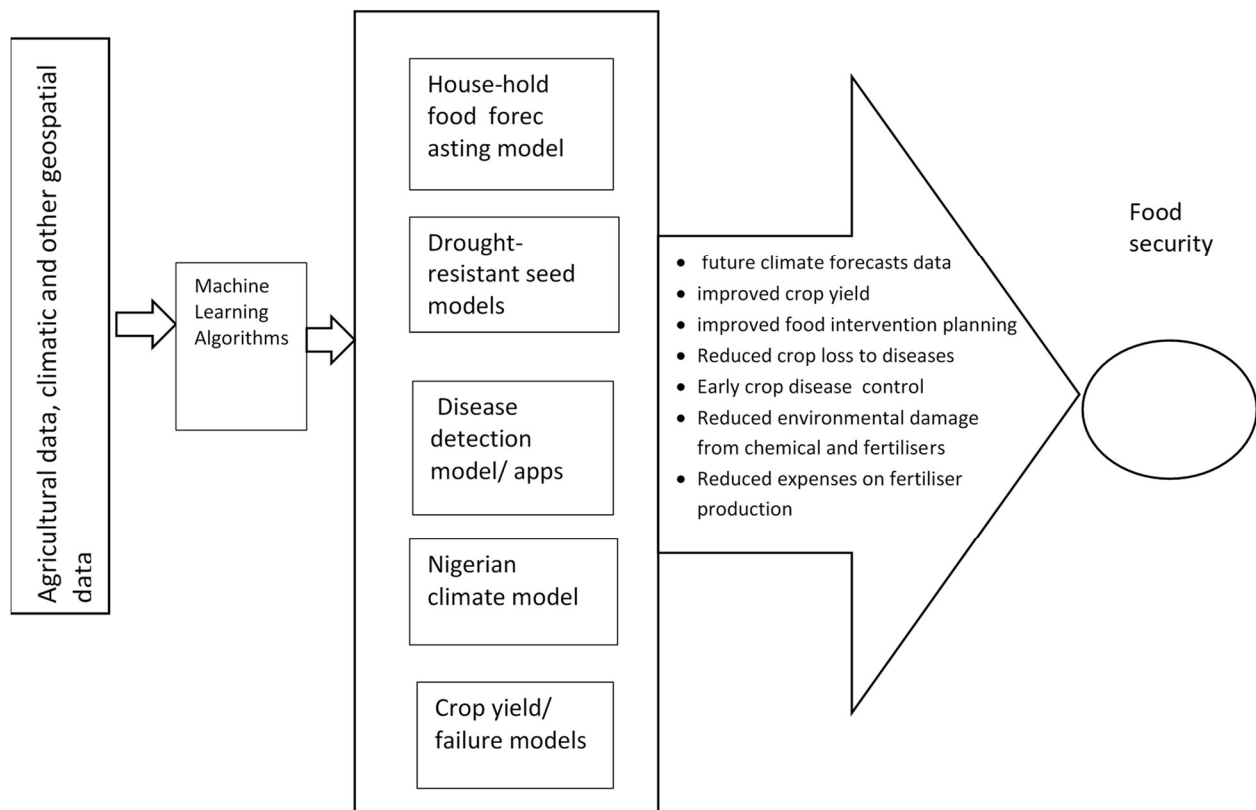 Agricultural data, climatic and other geospatial
data
Machine
Learning
Algorithms
House-hold
food forec
asting model
Drought-
resistant seed
models
Disease
detection
model/ apps
Nigerian
climate model
Crop yield/
failure models
• future climate forecasts data
• improved crop yield
• improved food intervention planning
• Reduced crop loss to diseases
• Early crop disease control
• Reduced environmental damage
from chemical and fertilisers
• Reduced expenses on fertiliser
production
Food
security